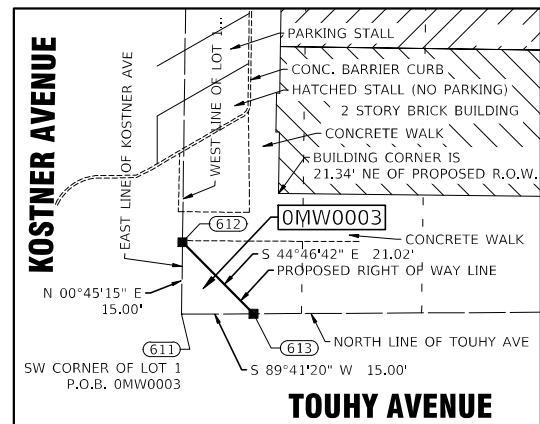 KOSTNER AVENUE
EAST LINE OF KOSTNER AVE
WEST LINE OF LOT 1...
PARKING STALL
CONC. BARRIER CURB
HATCHED STALL (NO PARKING)
2 STORY BRICK BUILDING
CONCRETE WALK
BUILDING CORNER IS
21.34' NE OF PROPOSED R.O.W.
0MW0003
612
CONCRETE WALK
S 44°46'42" E 21.02'
PROPOSED RIGHT OF WAY LINE
N 00°45'15" E
15.00'
611
613
NORTH LINE OF TOUHY AVE
SW CORNER OF LOT 1
P.O.B. 0MW0003
S 89°41'20" W 15.00'
TOUHY AVENUE